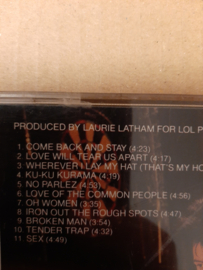 PRODUCED BY LAURIE LATHAM FOR LOL P
1 COME BACK AND STAY (4:23)
2 LOVE WILL TEAR US APART (4:17)
3 WHEREVER I LAY MY HAT (THAT'S MY HO
4 KU-KU KURAMA (4:19)
5 NO PARLEZ (4:53)
6 LOVE OF THE COMMON PEOPLE (4:56)
7 OH WOMEN (3:35)
8 IRON OUT THE ROUGH SPOTS (4:47)
9 BROKEN MAN (3:54)
10 TENDER TRAP (4:31)
11 SEX (4:49)